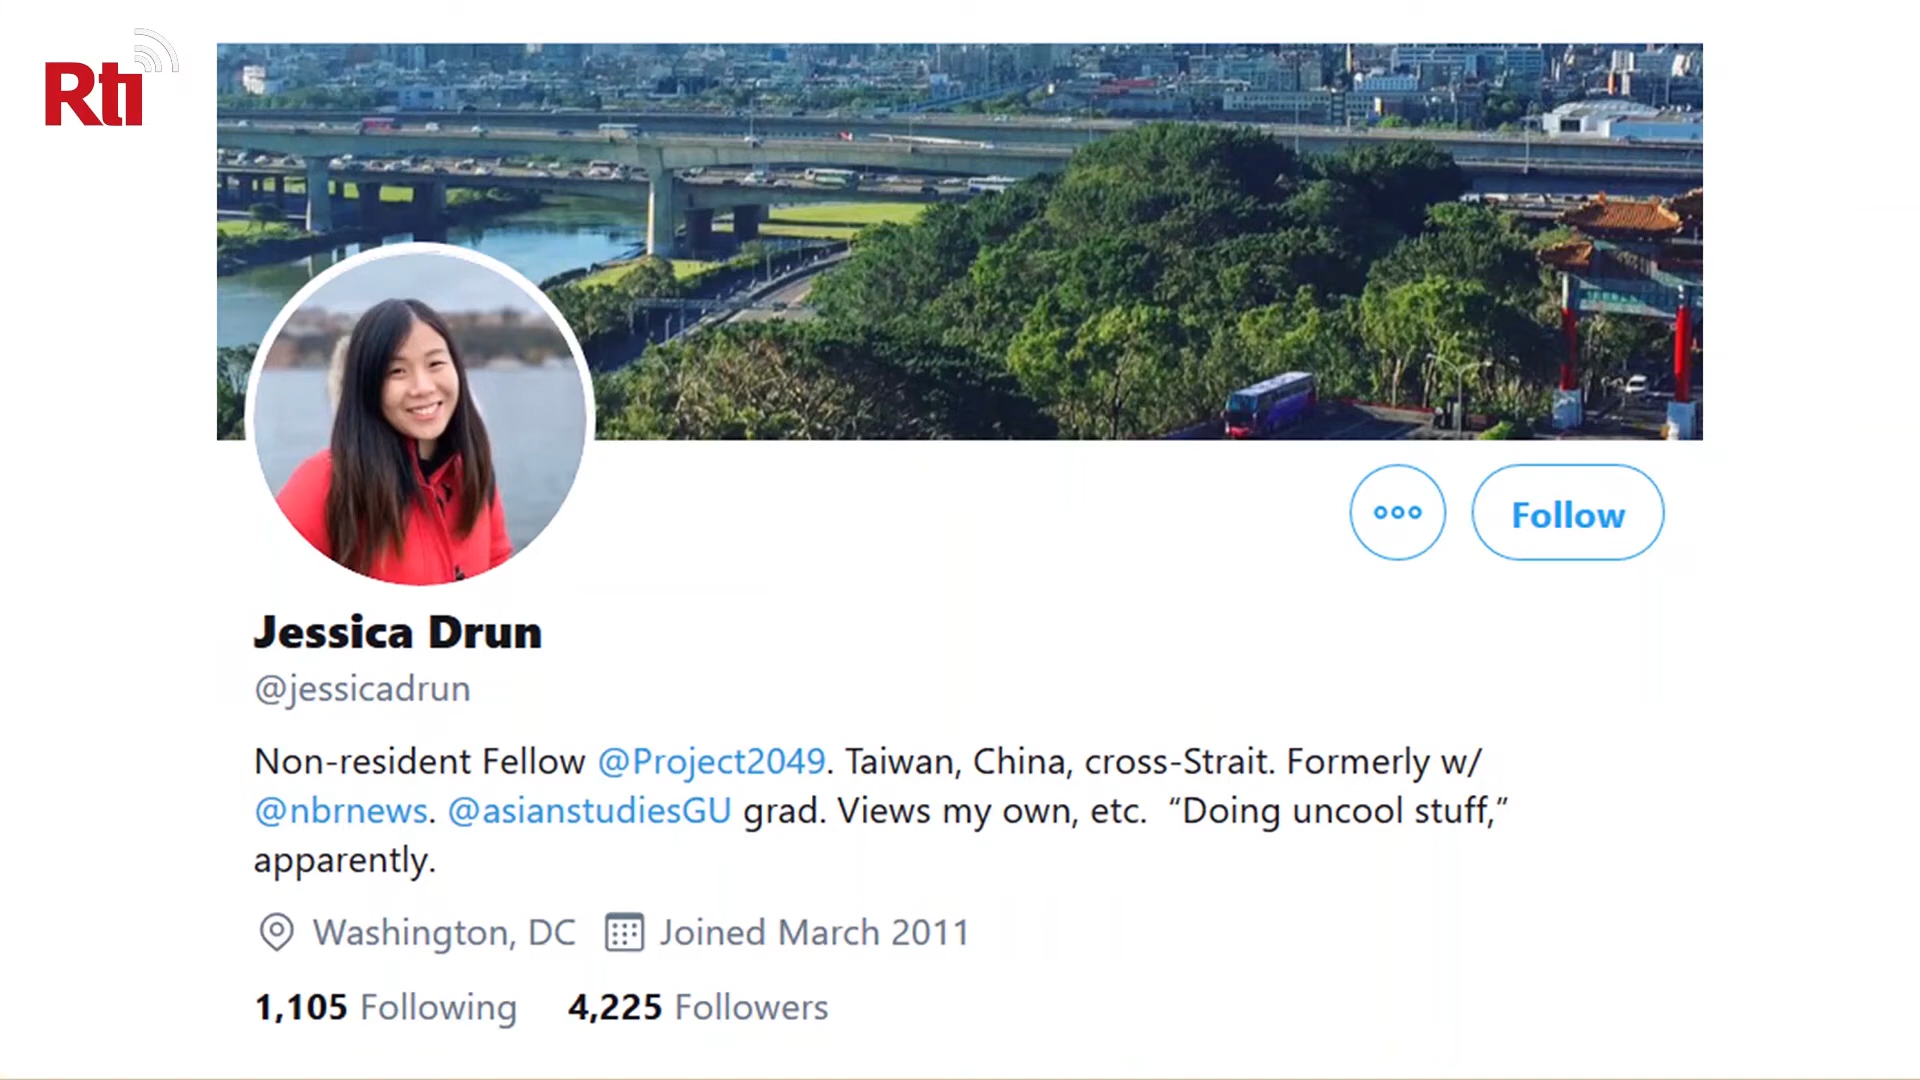 Rti
Follow
Jessica Drun
@jessicadrun
Non-resident Fellow @Project2049. Taiwan, China, cross-Strait. Formerly w/
@nbrnews. @asianstudiesGU grad. Views my own, etc. “Doing uncool stuff,”
apparently.
Washington, DC Joined March 2011
1,105 Following 4,225 Followers